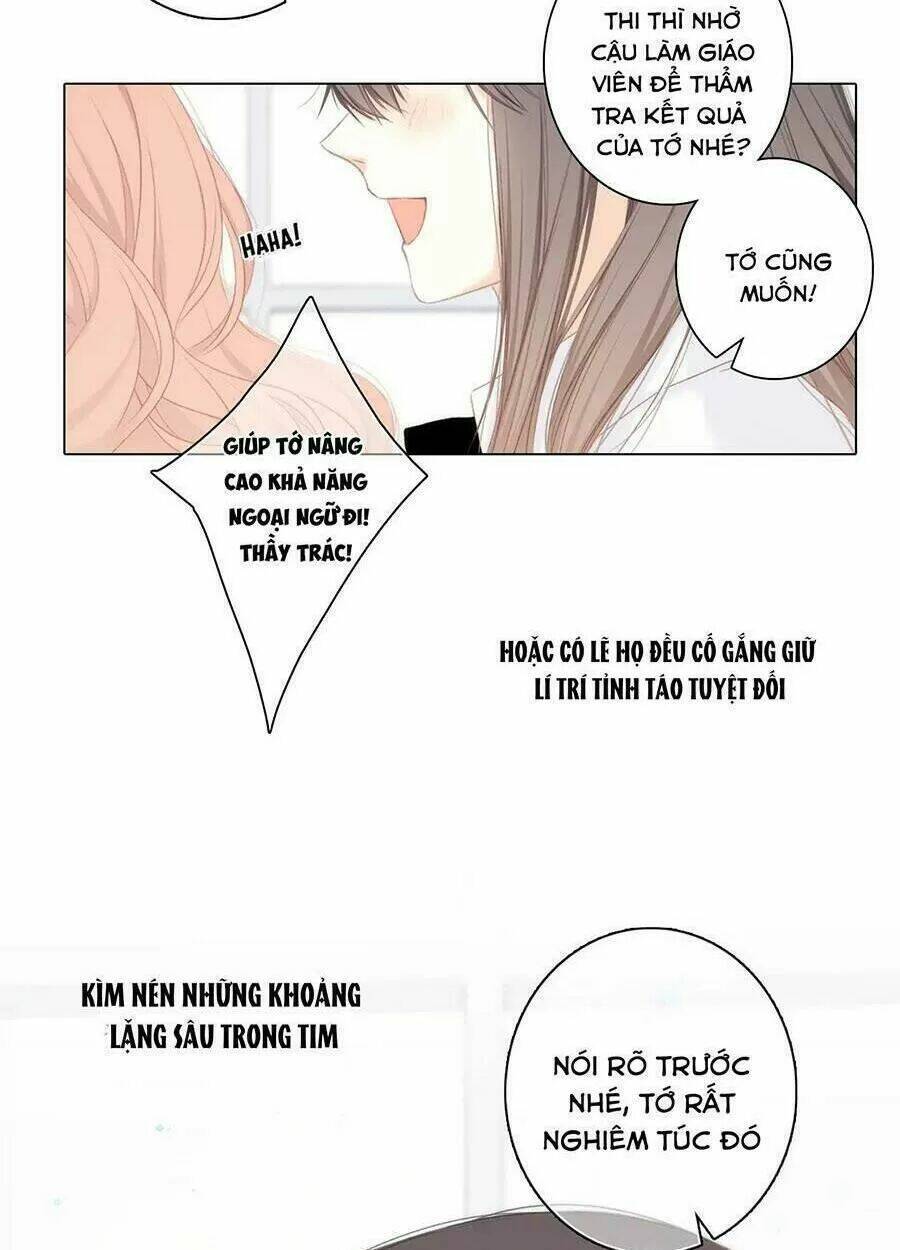 THI THÌ NHỜ
CẬU LÀM GIÁO
VIÊN ĐỂ THẨM
TRA KẾT QUẢ
CỦA TỚ NHÉ?
HAHA!
TỚ CŨNG
MUỐN!
GIÚP TỚ NÂNG
CAO KHẢ NĂNG
NGOẠI NGỮ ĐI!
THẦY TRÁC!
HOẶC CÓ LẼ HỌ ĐỀU CỐ GẮNG GIỮ
LÍ TRÍ TỈNH TÁO TUYỆT ĐỐI
KÌM NÉN NHỮNG KHOẢNG
LẶNG SÂU TRONG TIM
NÓI RÕ TRƯỚC
NHÉ, TỚ RẤT
NGHIÊM TÚC ĐÓ